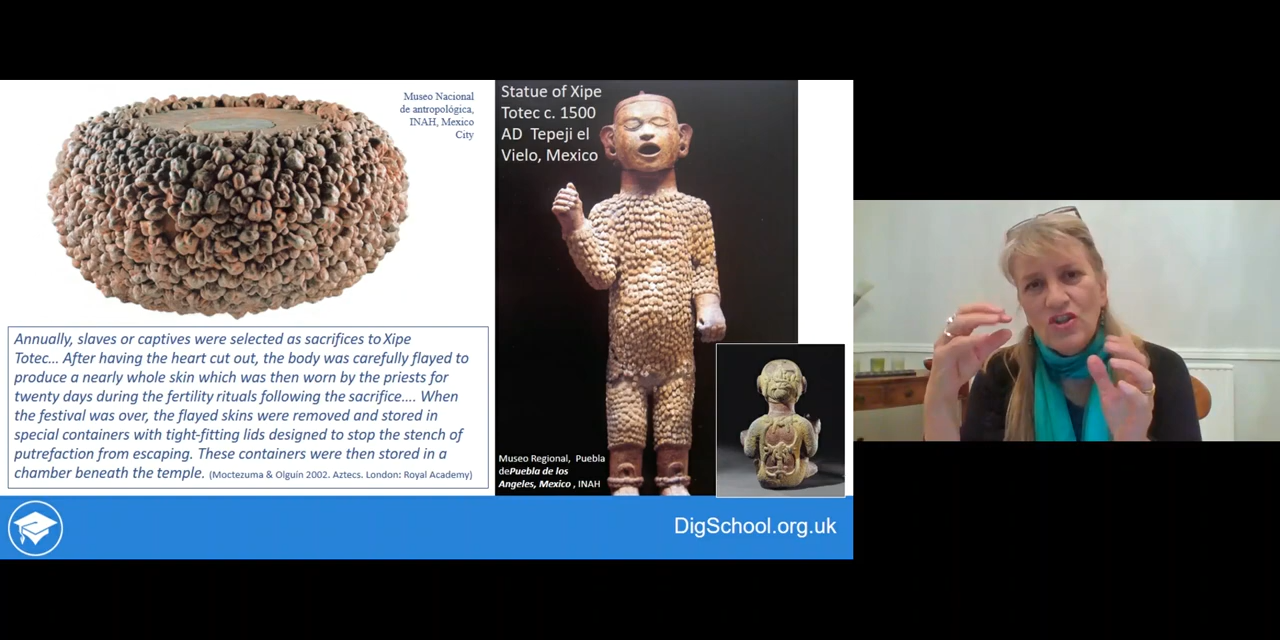 Museo Nacional
de antropológica,
INAH, Mexico
City
Annually, slaves or captives were selected as sacrifices to Xipe
Totec... After having the heart cut out, the body was carefully flayed to
produce a nearly whole skin which was then worn by the priests for
twenty days during the fertility rituals following the sacrifice.... When
the festival was over, the flayed skins were removed and stored in
special containers with tight-fitting lids designed to stop the stench of
putrefaction from escaping. These containers were then stored in a
chamber beneath the temple. (Moctezuma & Olguín 2002. Aztecs. London: Royal Academy)
Statue of Xipe
Totec c. 1500
AD Tepeji el
Vielo, Mexico
Museo Regional, Puebla
dePuebla de los
Angeles, Mexico , INAH
DigSchool.org.uk